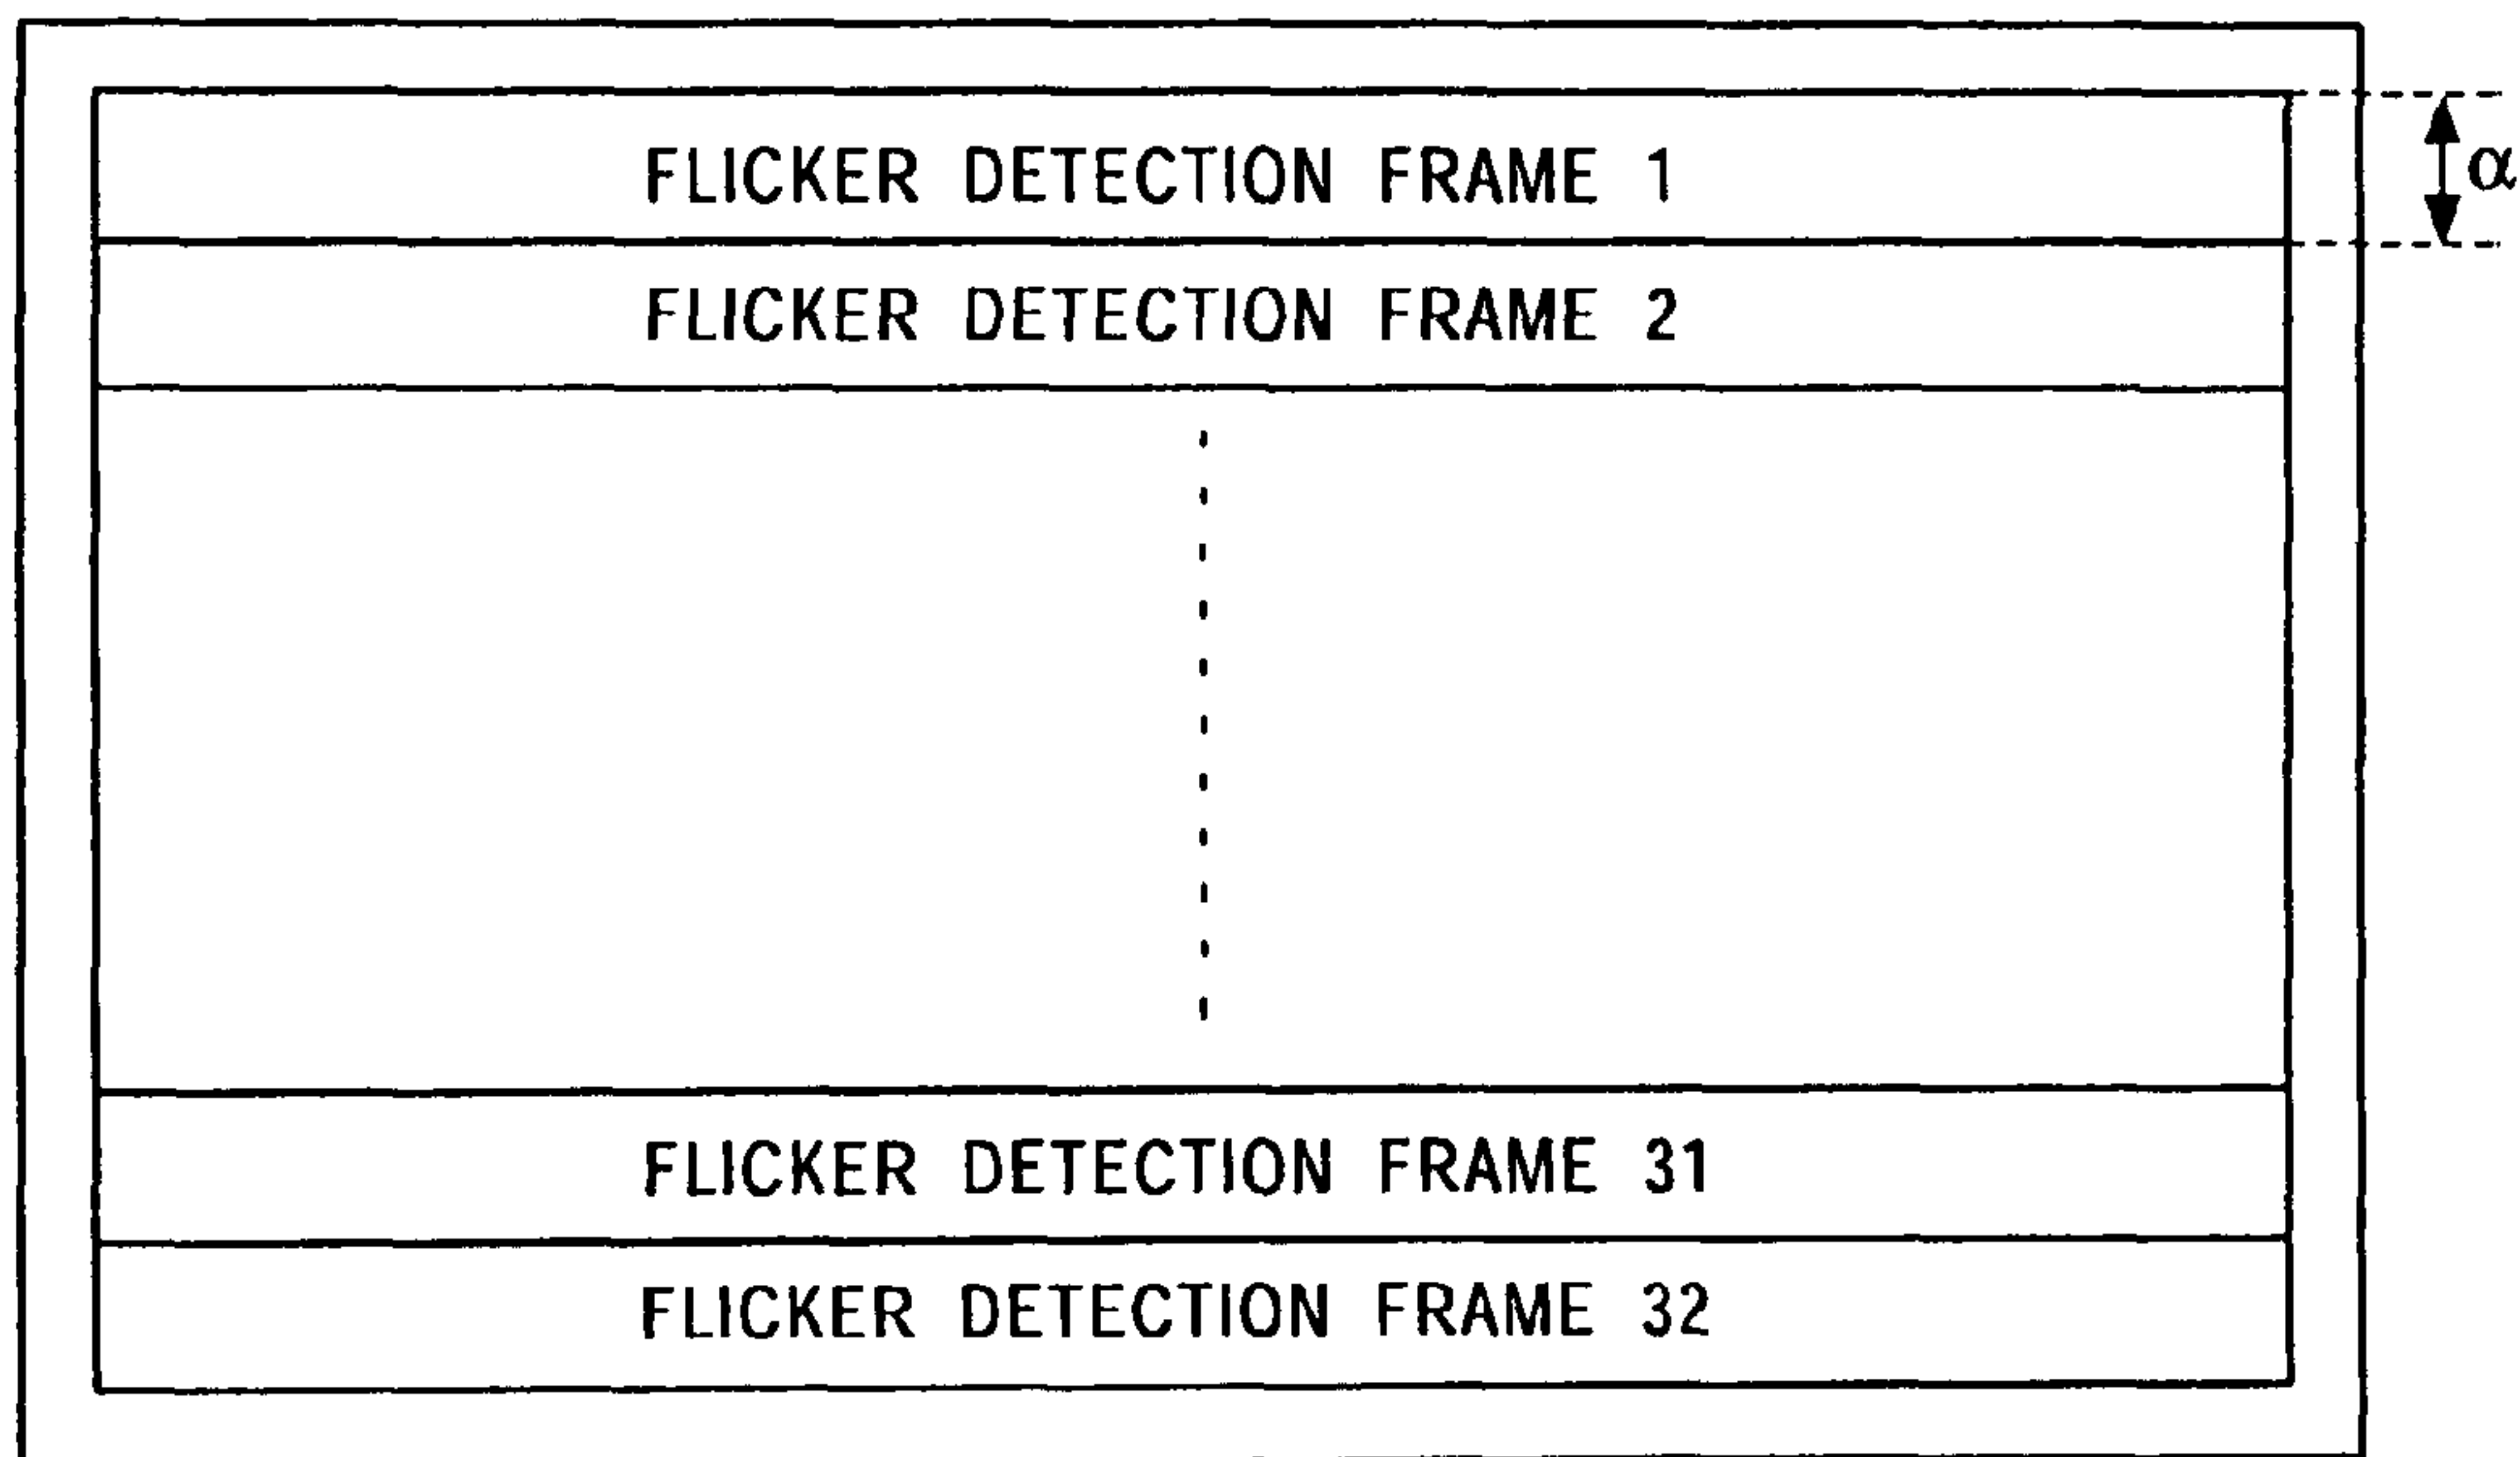 FLICKER DETECTION FRAME 1
α
FLICKER DETECTION FRAME 2
FLICKER DETECTION FRAME 31
FLICKER DETECTION FRAME 32